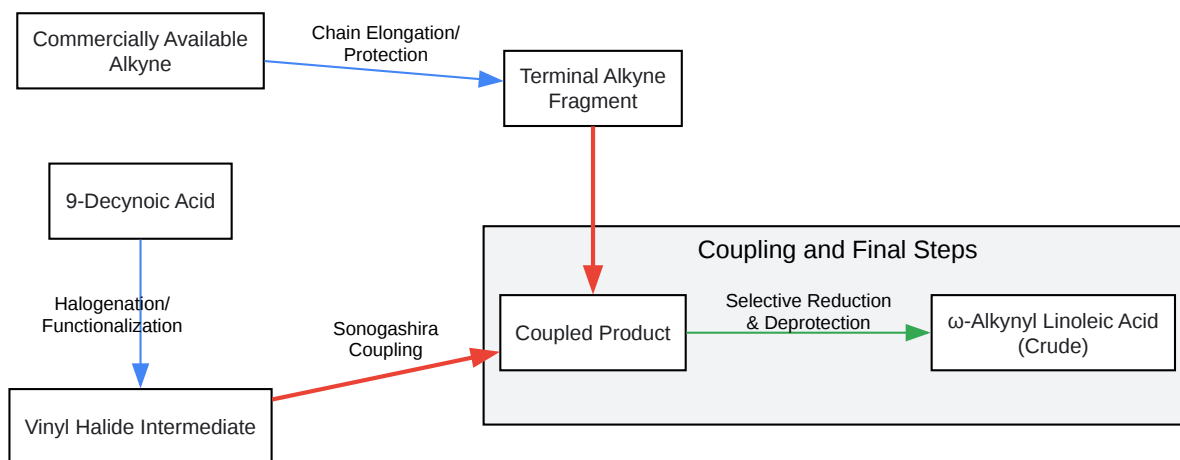 Commercially Available
Alkyne
Chain Elongation/
Protection
Terminal Alkyne
Fragment
9-Decynoic Acid
Halogenation/
Functionalization
Vinyl Halide Intermediate
Sonogashira
Coupling
Coupling and Final Steps
Coupled Product
Selective Reduction
& Deprotection
ω-Alkynyl Linoleic Acid
(Crude)